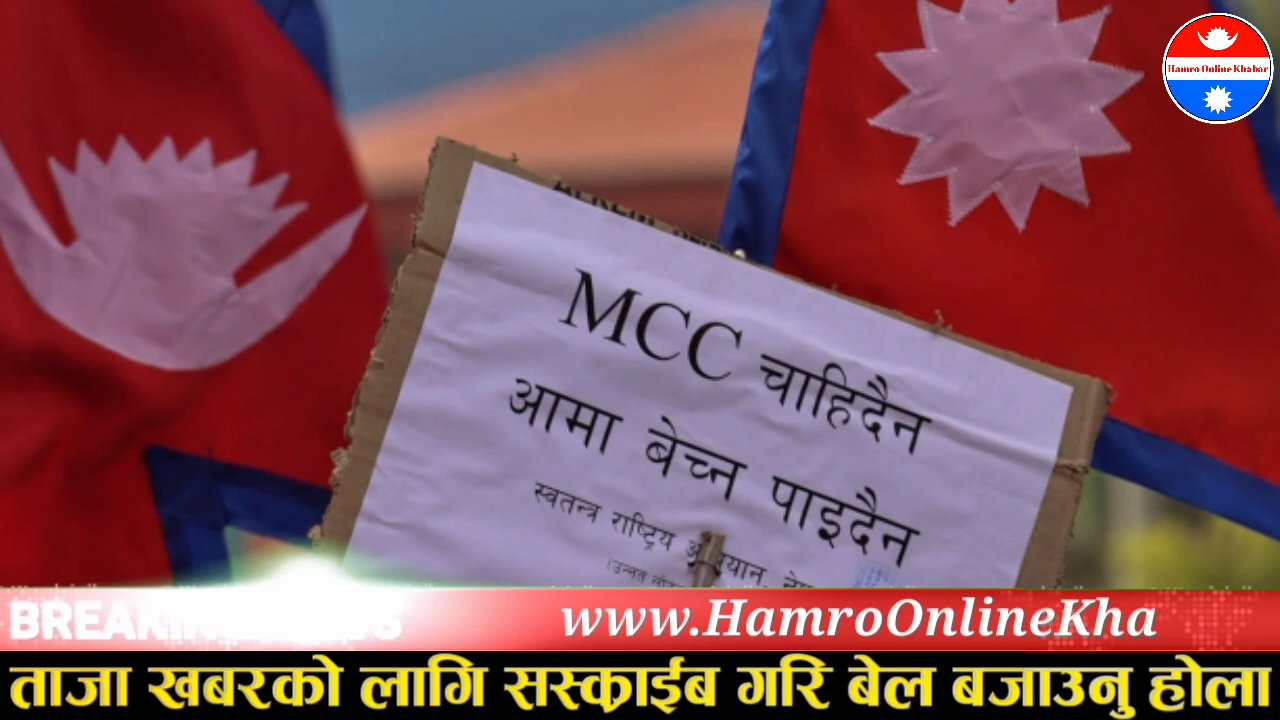 Hamro Online Khabar
MCC चाहिदैन
आमा बेच्न पाइदैन
स्वतन्त्र राष्ट्रिय
www.HamroOnlineKha
ताजा खबरको लागि सस्क्राईब गरि बेल बजाउनु होला